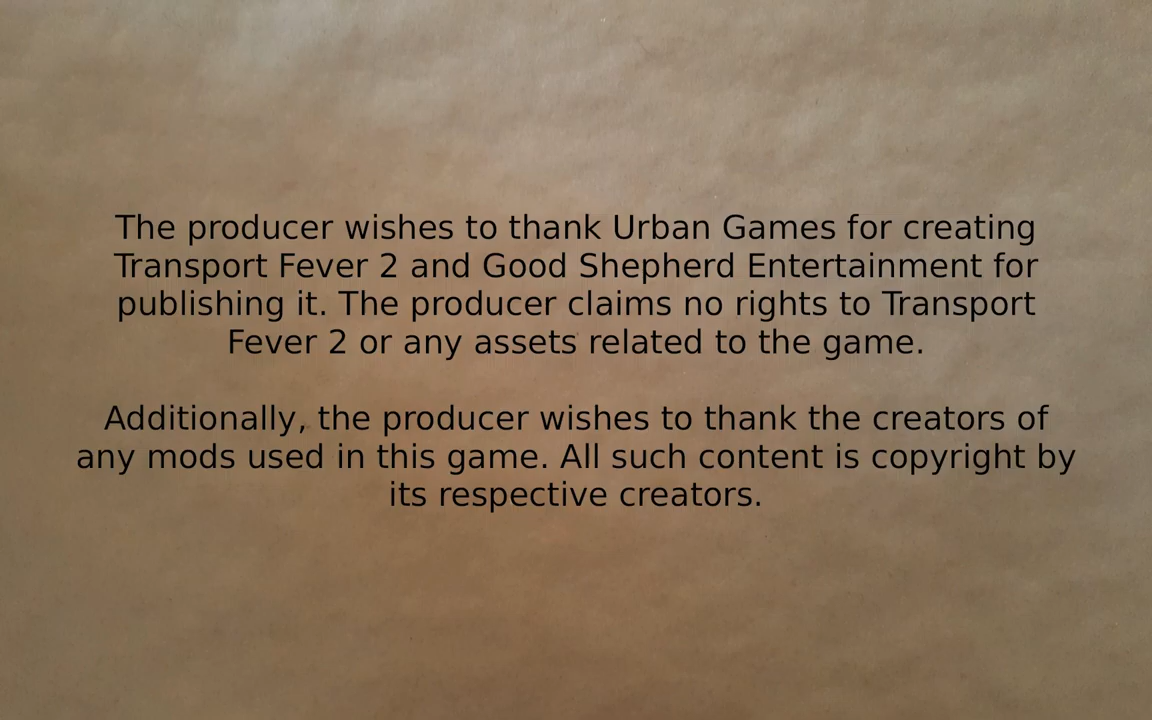 The producer wishes to thank Urban Games for creating
Transport Fever 2 and Good Shepherd Entertainment for
publishing it. The producer claims no rights to Transport
Fever 2 or any assets related to the game.
Additionally, the producer wishes to thank the creators of
any mods used in this game. All such content is copyright by
its respective creators.